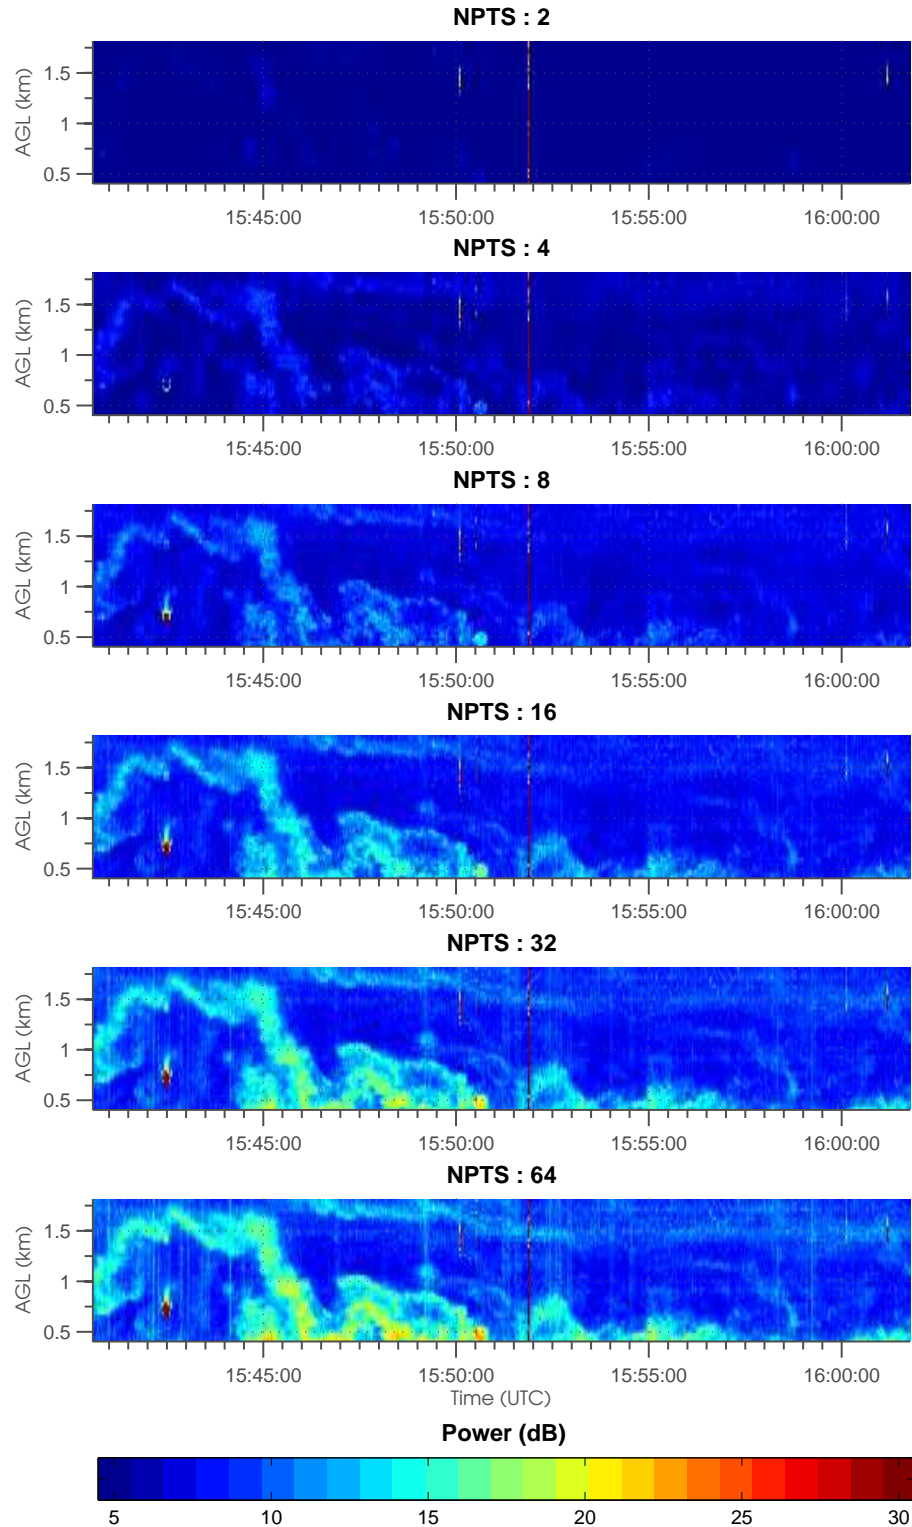 NPTS : 2
AGL (km)
1.5
1
0.5
15:45:00 15:50:00 15:55:00 16:00:00
NPTS : 4
AGL (km)
1.5
1
0.5
15:45:00 15:50:00 15:55:00 16:00:00
NPTS : 8
AGL (km)
1.5
1
0.5
15:45:00 15:50:00 15:55:00 16:00:00
NPTS : 16
AGL (km)
1.5
1
0.5
15:45:00 15:50:00 15:55:00 16:00:00
NPTS : 32
AGL (km)
1.5
1
0.5
15:45:00 15:50:00 15:55:00 16:00:00
NPTS : 64
AGL (km)
1.5
1
0.5
15:45:00 15:50:00 15:55:00 16:00:00
Time (UTC)
Power (dB)
5 10 15 20 25 30